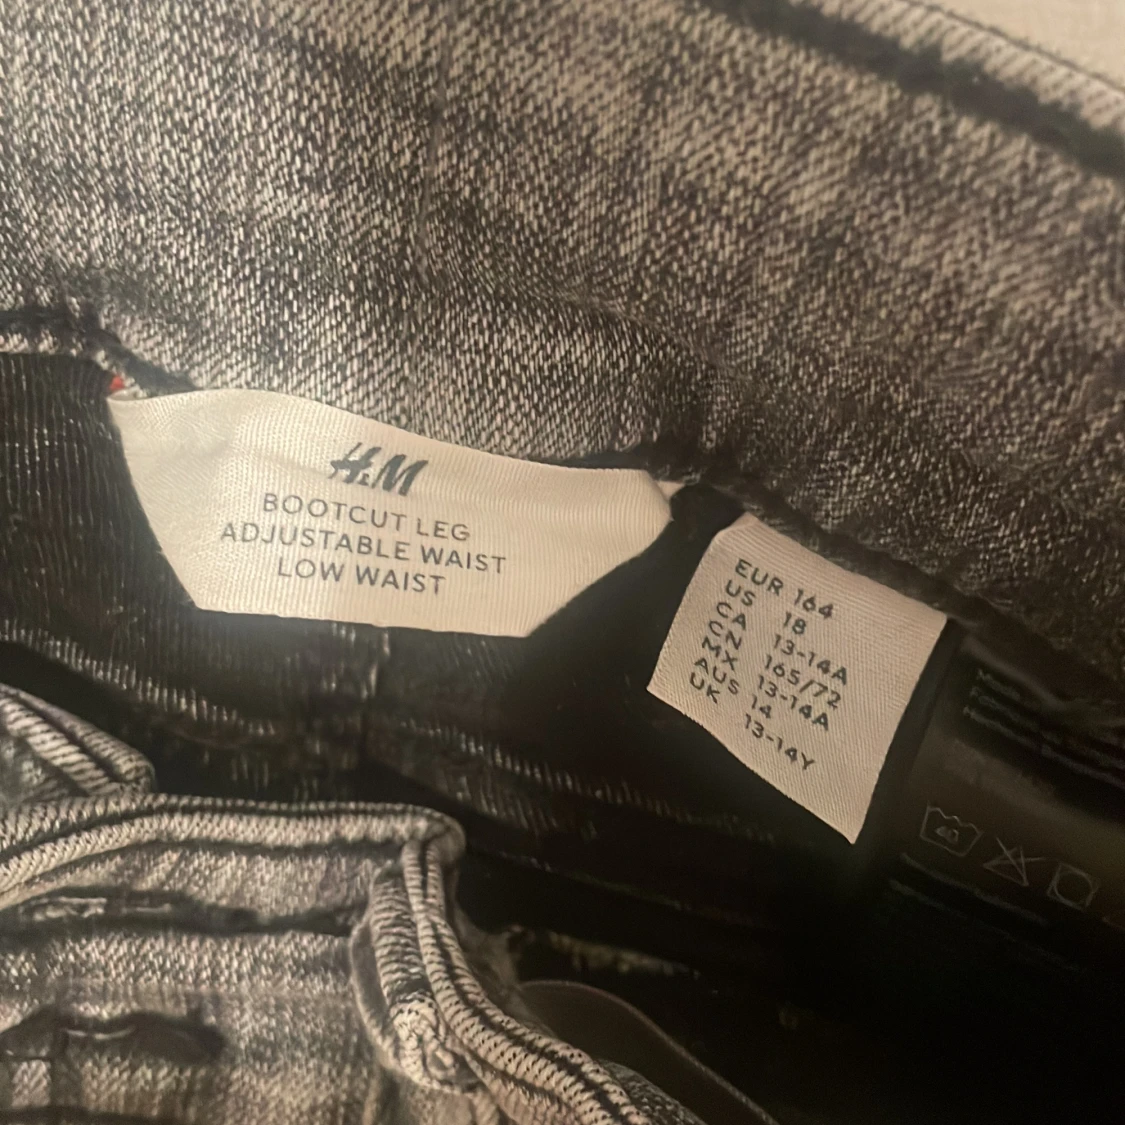 H&M
BOOTCUT LEG
ADJUSTABLE WAIST
LOW WAIST
EUR 164
US 18
CA 13-14A
CN 165/72
MX 13-14A
AUS 14
UK 13-14Y
40